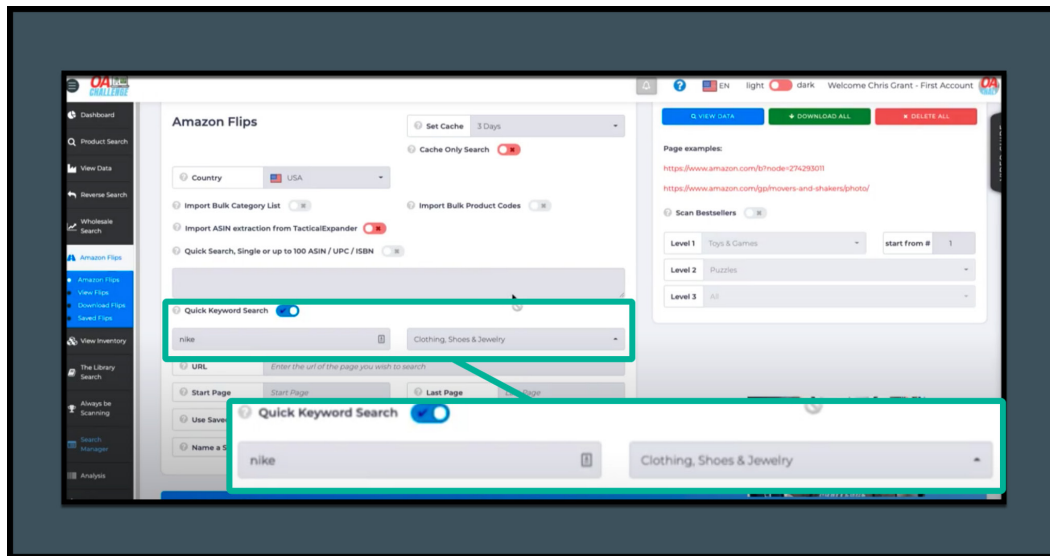 OA
CHALLENGE
EN light dark Welcome Chris Grant - First Account OA
Dashboard
Product Search
View Data
Reverse Search
Wholesale
Search
Amazon Flips
Amazon Flips
View Flips
Download Flips
Saved Flips
View Inventory
The Library
Search
Always be
Scanning
Search
Manager
Analysis
Amazon Flips
Set Cache 3 Days
Cache Only Search
Country USA
Import Bulk Category List
Import Bulk Product Codes
Import ASIN extraction from TacticalExpander
Quick Search, Single or up to 100 ASIN / UPC / ISBN
Quick Keyword Search
nike
Clothing, Shoes & Jewelry
URL Enter the url of the page you wish to search
Start Page Start Page
Last Page Last Page
Use Save
Name a S
VIEW DATA
DOWNLOAD ALL
DELETE ALL
Page examples:
https://www.amazon.com/b?node=274293011
https://www.amazon.com/gp/movers-and-shakers/photo/
Scan Bestsellers
Level 1 Toys & Games start from # 1
Level 2 Puzzles
Level 3 All
VIDEO GUIDE
Quick Keyword Search
nike
Clothing, Shoes & Jewelry